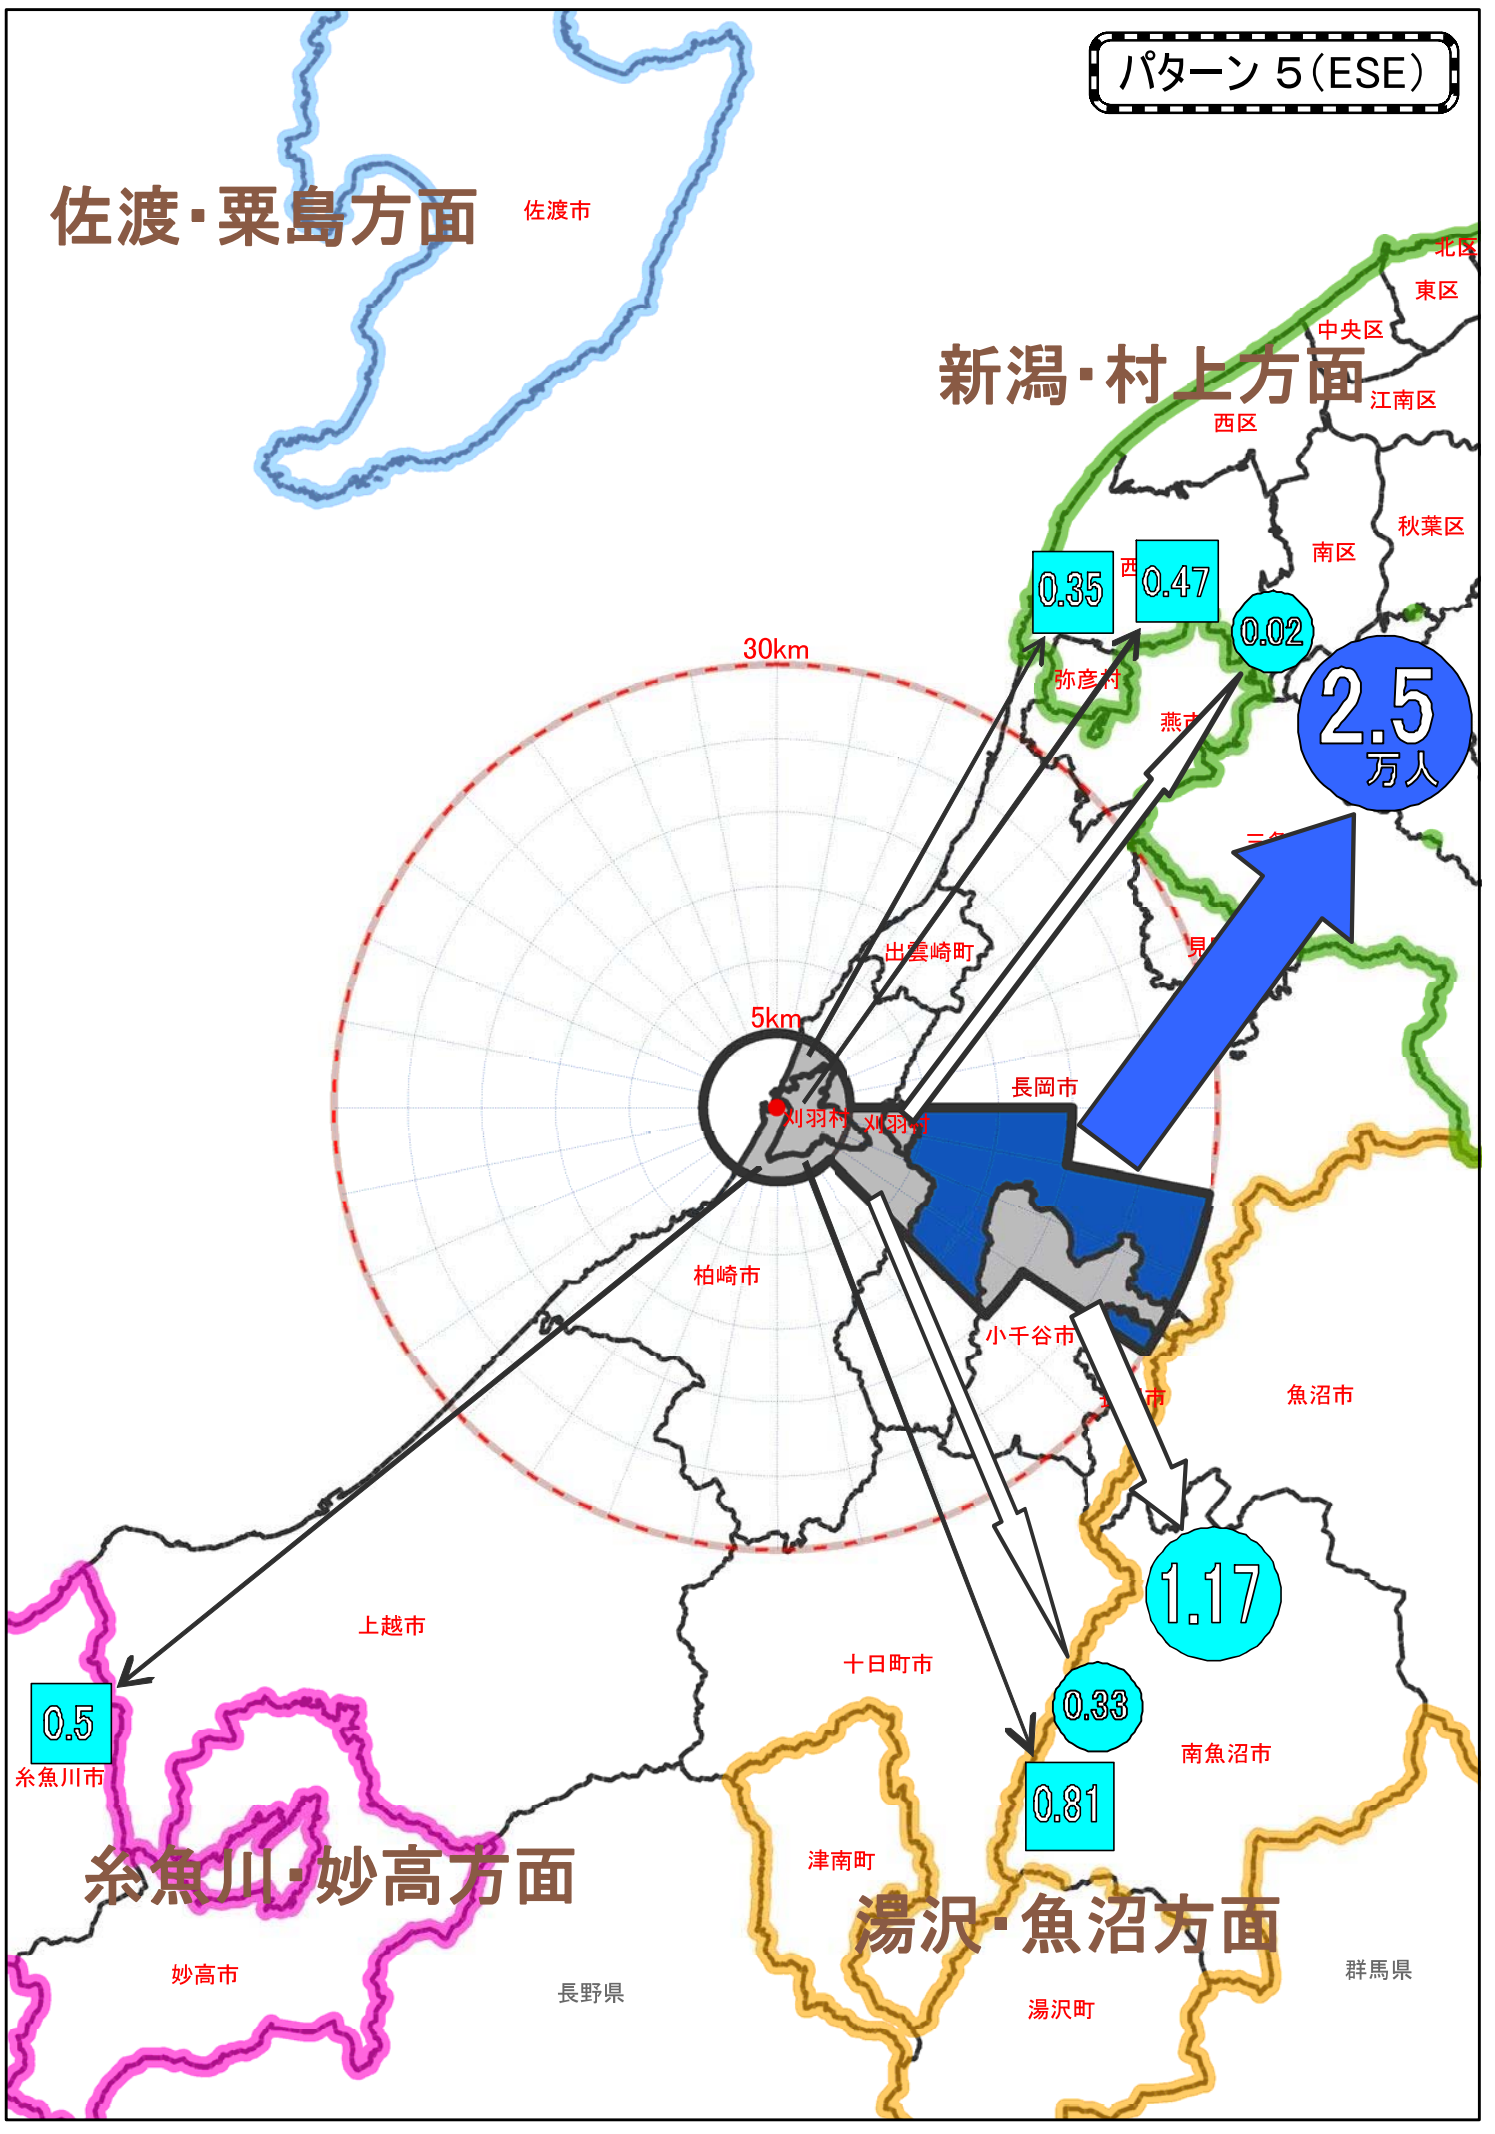 パターン 5(ESE)
佐渡・粟島方面
佐渡市
北区
東区
中央区
新潟・村上方面
江南区
西区
秋葉区
南区
西
0.35
0.47
0.02
30km
弥彦村
燕市
2.5
万人
出雲崎町
見
5km
長岡市
刈羽村
刈羽村
柏崎市
小千谷市
市
魚沼市
1.17
上越市
十日町市
0.33
0.5
南魚沼市
糸魚川市
0.81
津南町
糸魚川・妙高方面
湯沢・魚沼方面
妙高市
長野県
群馬県
湯沢町